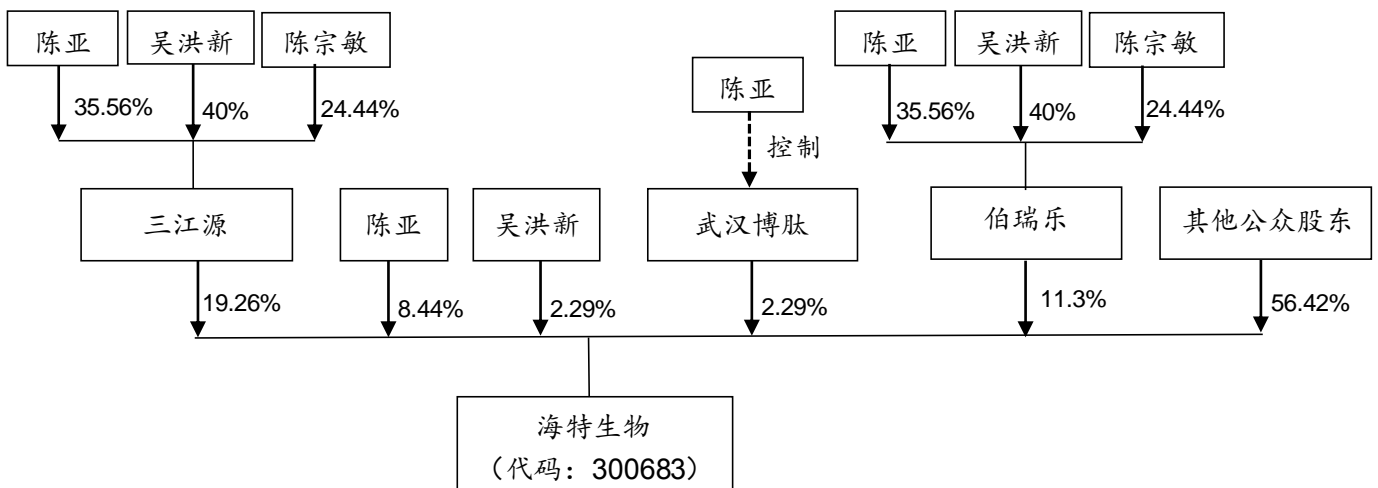 陈亚
吴洪新
陈宗敏
陈亚
吴洪新
陈宗敏
陈亚
35.56%
40%
24.44%
35.56%
40%
24.44%
控制
三江源
陈亚
吴洪新
武汉博肽
伯瑞乐
其他公众股东
19.26%
8.44%
2.29%
2.29%
11.3%
56.42%
海特生物
（代码：300683）